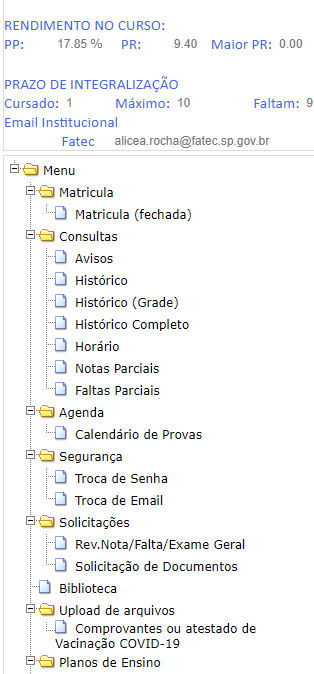 RENDIMENTO NO CURSO:
PP: 17.85 % PR: 9.40 Maior PR: 0.00
PRAZO DE INTEGRALIZAÇÃO
Cursado: 1 Máximo: 10 Faltam: 9
Email Institucional
Fatec alicea.rocha@fatec.sp.gov.br
Menu
Matricula
Matricula (fechada)
Consultas
Avisos
Histórico
Histórico (Grade)
Histórico Completo
Horário
Notas Parciais
Faltas Parciais
Agenda
Calendário de Provas
Segurança
Troca de Senha
Troca de Email
Solicitações
Rev.Nota/Falta/Exame Geral
Solicitação de Documentos
Biblioteca
Upload de arquivos
Comprovantes ou atestado de
Vacinação COVID-19
Planos de Ensino